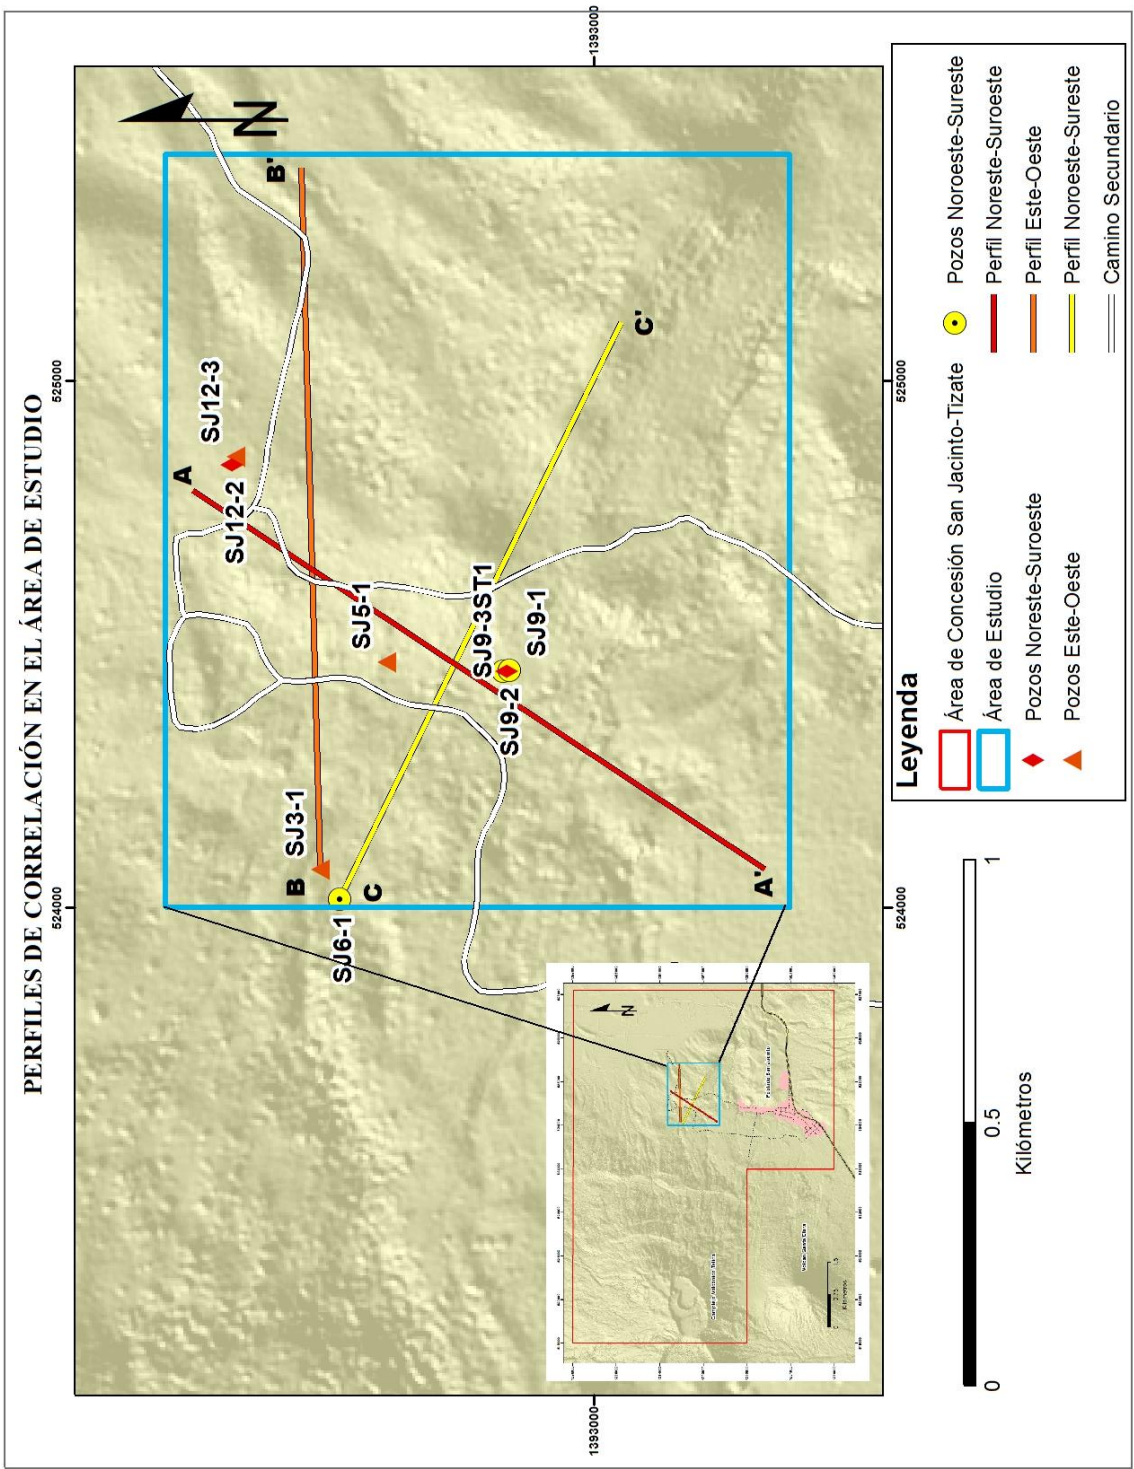 PERFILES DE CORRELACIÓN EN EL ÁREA DE ESTUDIO
524000
525000
1393000
1393000
524000
525000
N
SJ12-3
A
SJ12-2
B'
SJ5-1
SJ3-1
B
SJ6-1
C
SJ9-3ST1
SJ9-2
SJ9-1
C'
A'
N
0
0.5
1
Kilómetros
Leyenda
Área de Concesión San Jacinto-Tizate
Área de Estudio
Pozos Noreste-Suroeste
Pozos Este-Oeste
Pozos Noroeste-Sureste
Perfil Noreste-Suroeste
Perfil Este-Oeste
Perfil Noroeste-Sureste
Camino Secundario